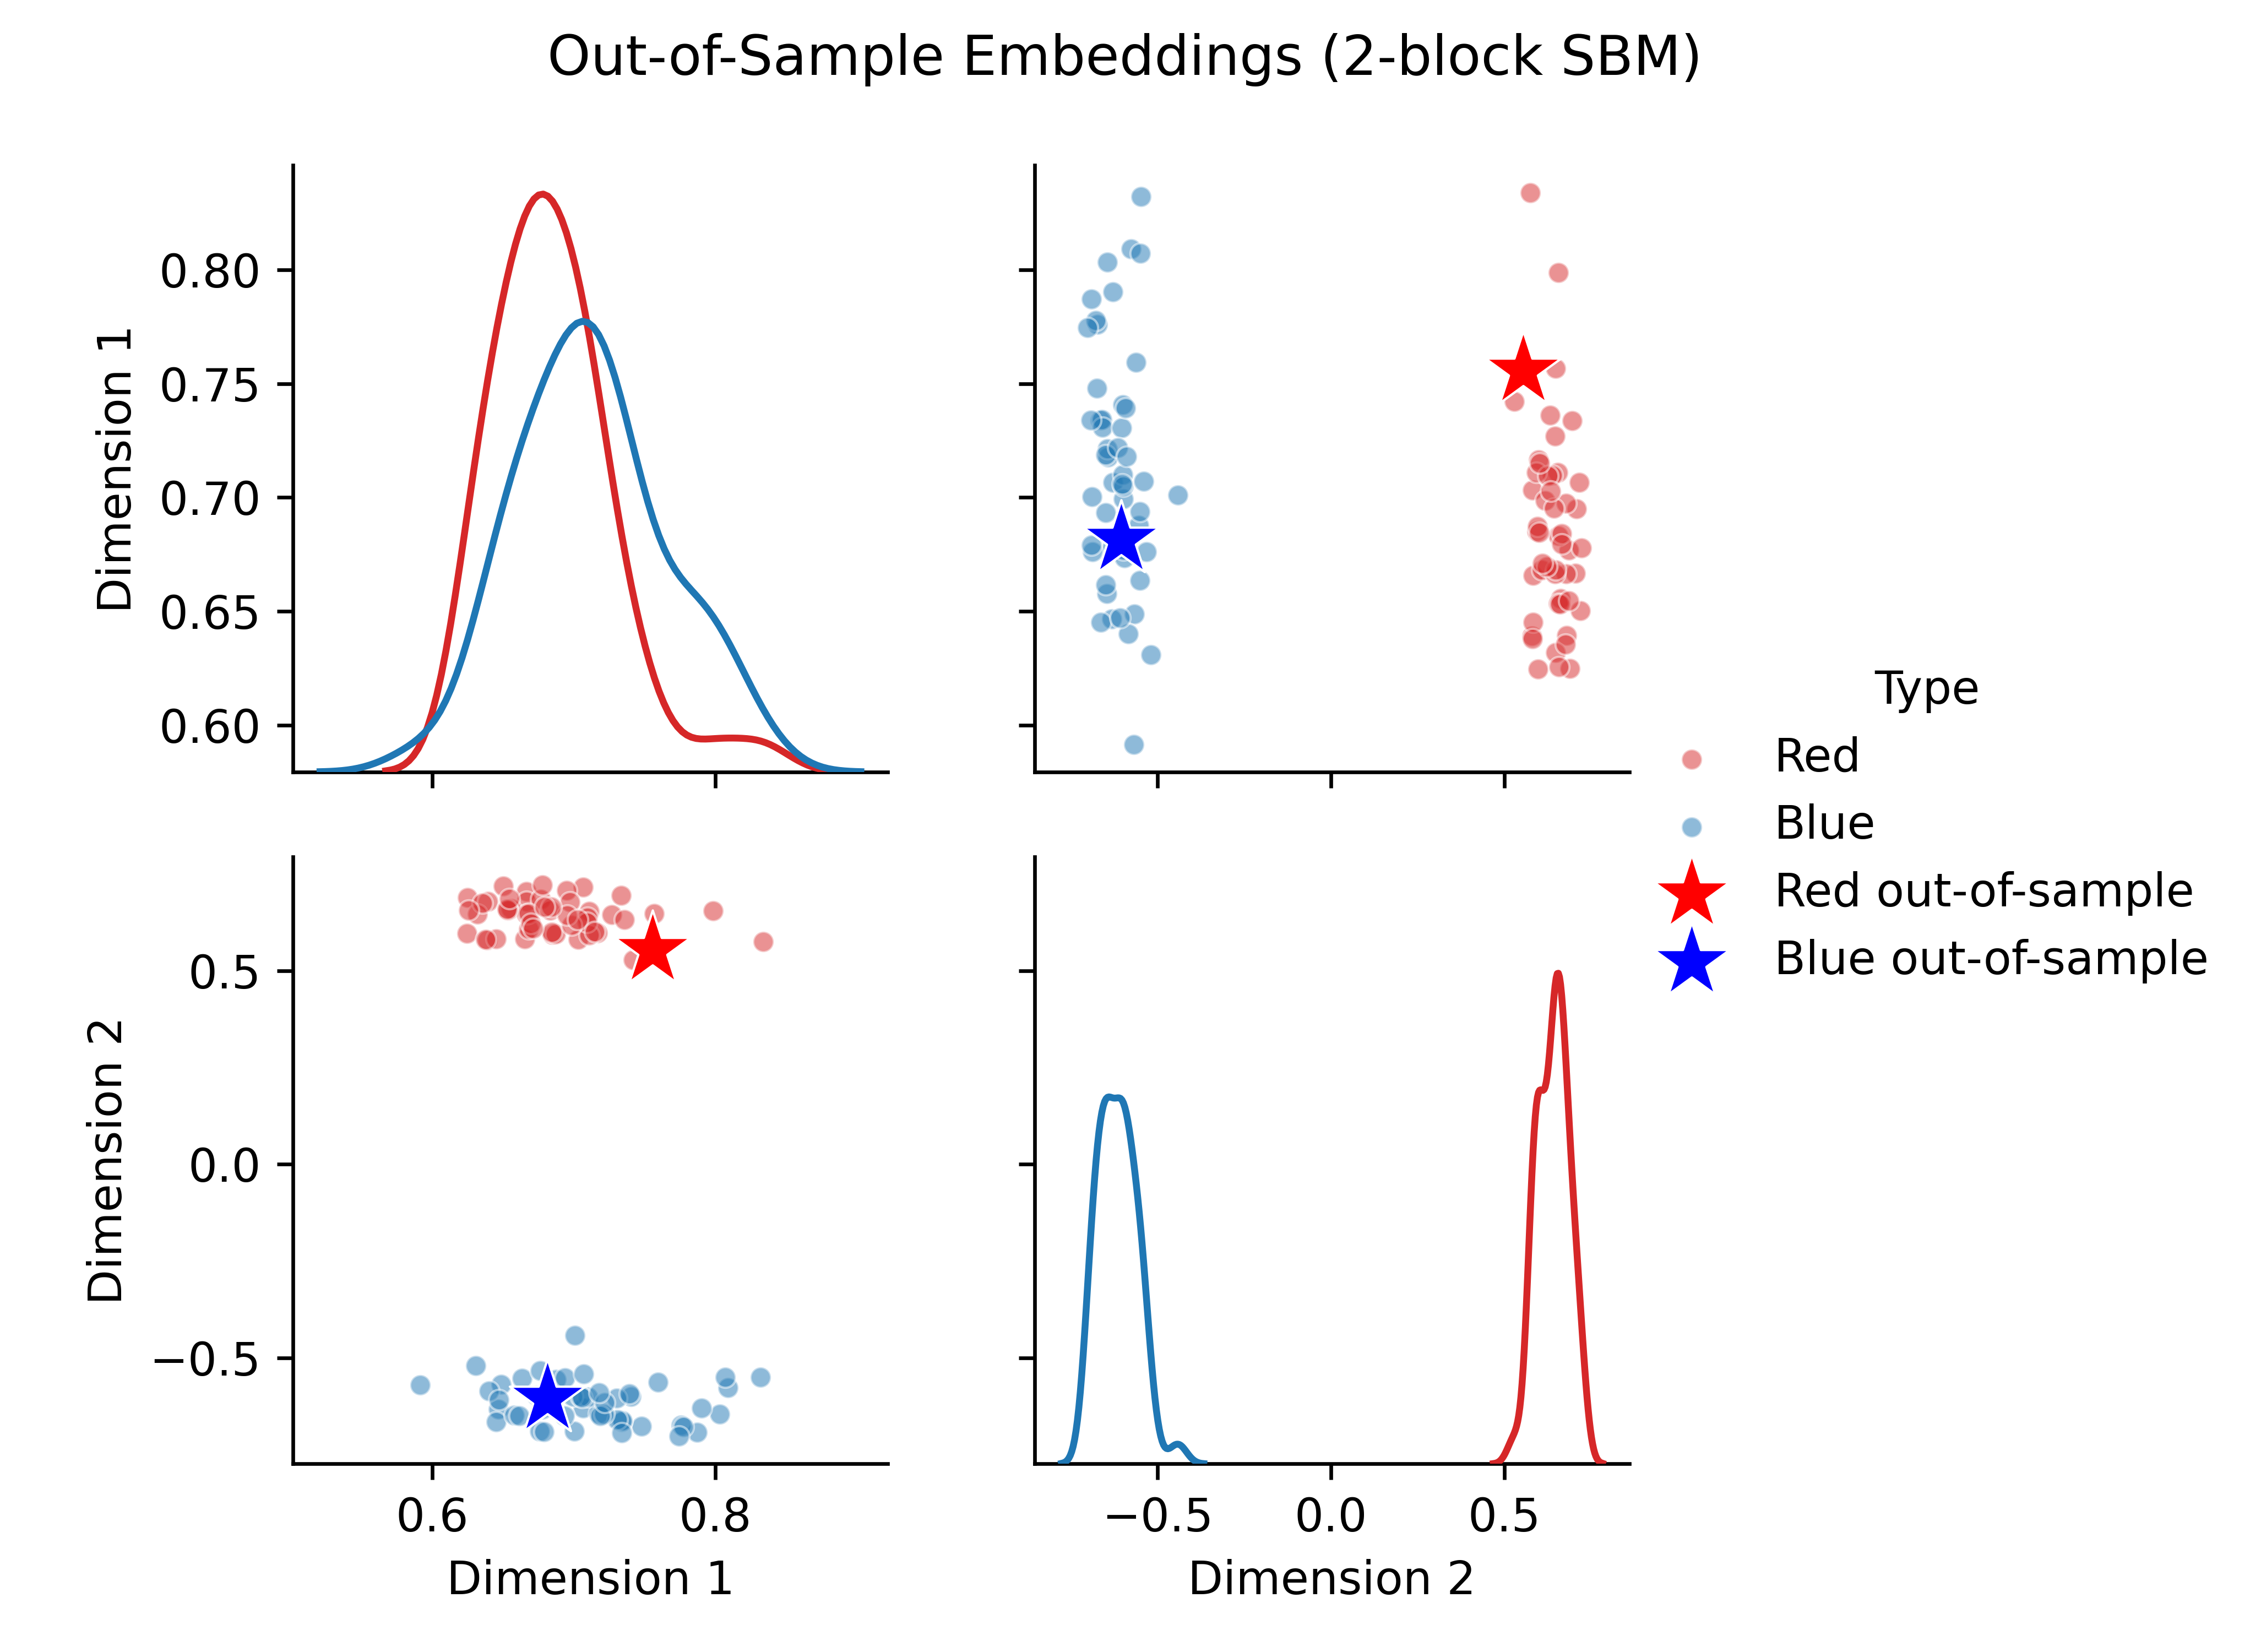 Out-of-Sample Embeddings (2-block SBM)
Dimension 1
0.80
0.75
0.70
0.65
0.60
Type
Red
Blue
Red out-of-sample
Blue out-of-sample
Dimension 2
0.5
0.0
−0.5
0.6 0.8
−0.5 0.0 0.5
Dimension 1
Dimension 2